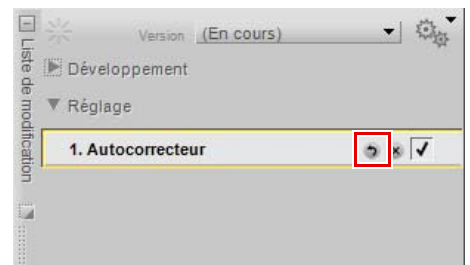 Liste de modification
Version (En cours)
Développement
Réglage
1. Autocorrecteur